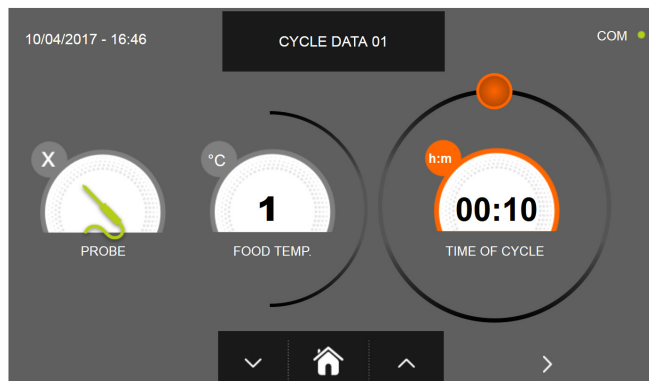 10/04/2017 - 16:46
CYCLE DATA 01
COM
X
°C
h:m
1
00:10
PROBE
FOOD TEMP.
TIME OF CYCLE